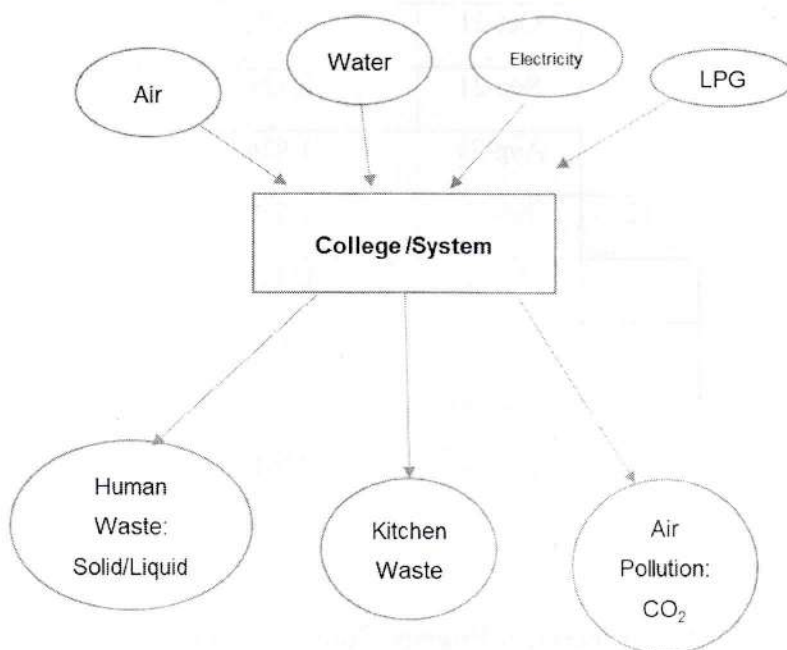 Air
Water
Electricity
LPG
College/System
Human
Waste:
Solid/Liquid
Kitchen
Waste
Air
Pollution:
CO₂